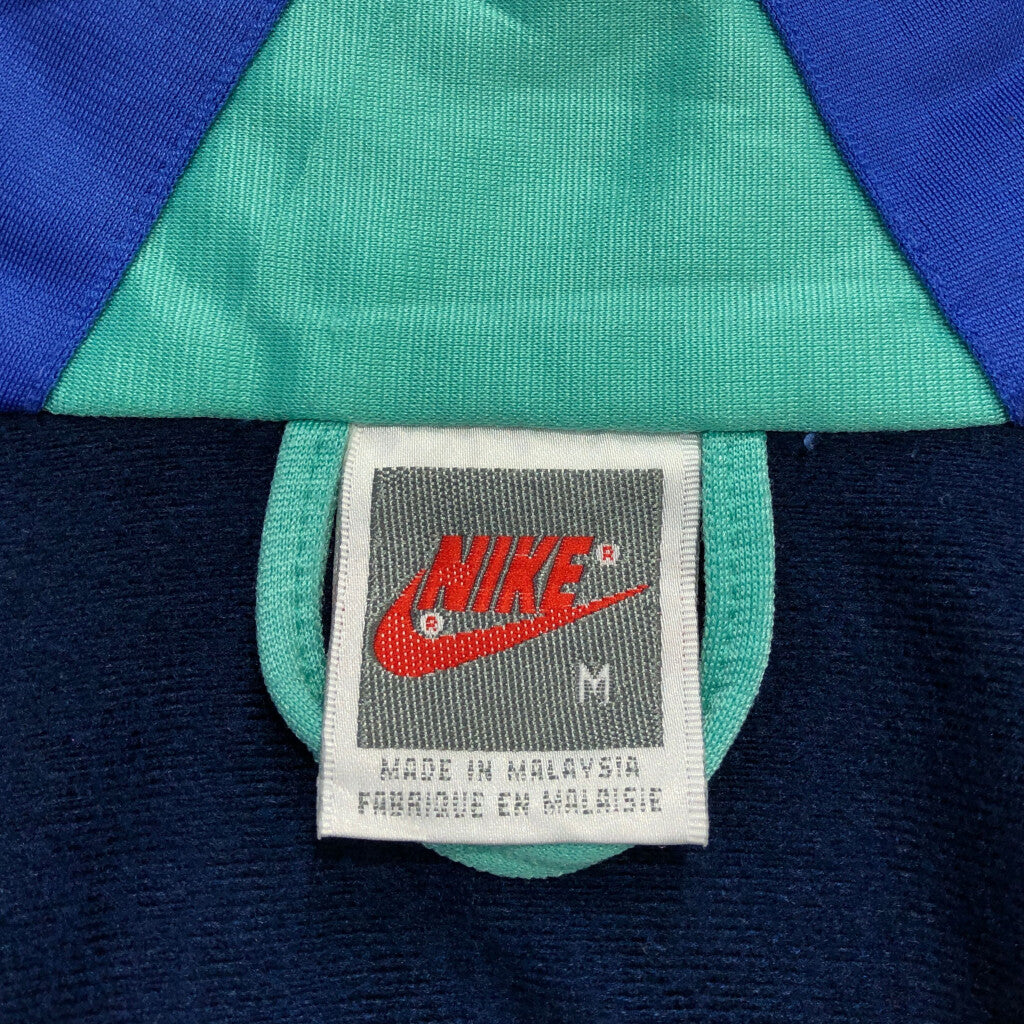 NIKE ®
®
M
MADE IN MALAYSIA
FABRIQUE EN MALAISIE